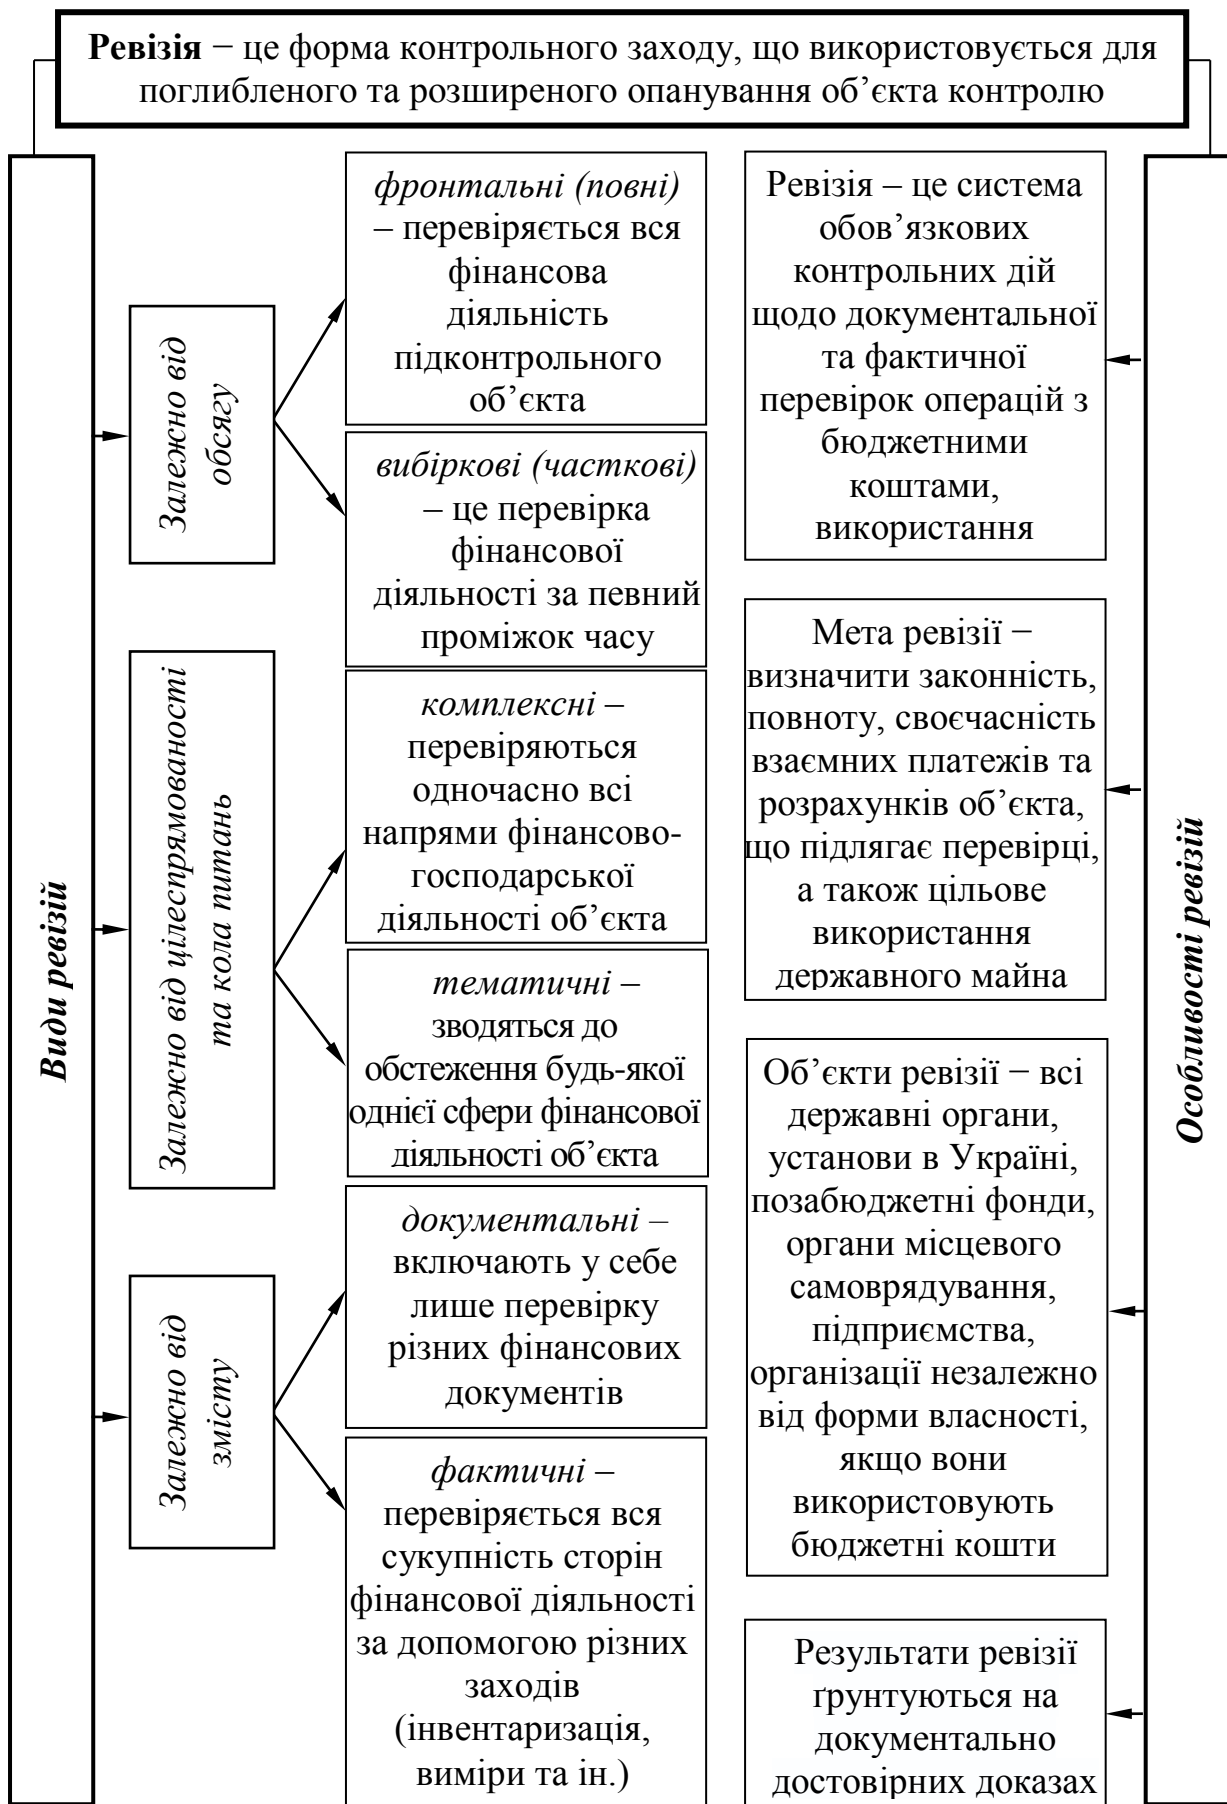 Ревізія − це форма контрольного заходу, що використовується для
поглибленого та розширеного опанування об’єкта контролю
Види ревізій
Залежно від
обсягу
фронтальні (повні)
– перевіряється вся
фінансова
діяльність
підконтрольного
об’єкта
вибіркові (часткові)
– це перевірка
фінансової
діяльності за певний
проміжок часу
Залежно від цілеспрямованості
та кола питань
комплексні –
перевіряються
одночасно всі
напрями фінансово-
господарської
діяльності об’єкта
тематичні –
зводяться до
обстеження будь-якої
однієї сфери фінансової
діяльності об’єкта
Залежно від
змісту
документальні –
включають у себе
лише перевірку
різних фінансових
документів
фактичні –
перевіряється вся
сукупність сторін
фінансової діяльності
за допомогою різних
заходів
(інвентаризація,
виміри та ін.)
Особливості ревізій
Ревізія – це система
обов’язкових
контрольних дій
щодо документальної
та фактичної
перевірок операцій з
бюджетними
коштами,
використання
Мета ревізії −
визначити законність,
повноту, своєчасність
взаємних платежів та
розрахунків об’єкта,
що підлягає перевірці,
а також цільове
використання
державного майна
Об’єкти ревізії − всі
державні органи,
установи в Україні,
позабюджетні фонди,
органи місцевого
самоврядування,
підприємства,
організації незалежно
від форми власності,
якщо вони
використовують
бюджетні кошти
Результати ревізії
ґрунтуються на
документально
достовірних доказах